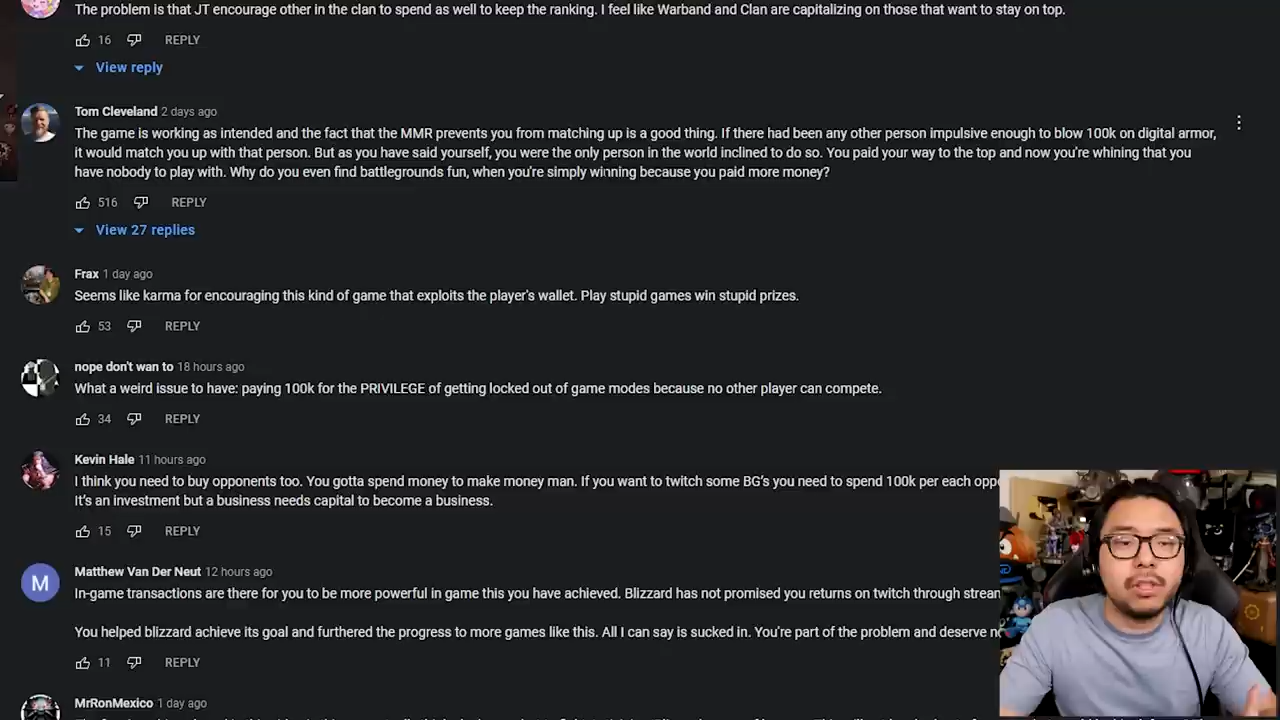 The problem is that JT encourage other in the clan to spend as well to keep the ranking. I feel like Warband and Clan are capitalizing on those that want to stay on top.
16 REPLY
View reply
Tom Cleveland 2 days ago
The game is working as intended and the fact that the MMR prevents you from matching up is a good thing. If there had been any other person impulsive enough to blow 100k on digital armor,
it would match you up with that person. But as you have said yourself, you were the only person in the world inclined to do so. You paid your way to the top and now you're whining that you
have nobody to play with. Why do you even find battlegrounds fun, when you're simply winning because you paid more money?
516 REPLY
View 27 replies
Frax 1 day ago
Seems like karma for encouraging this kind of game that exploits the player's wallet. Play stupid games win stupid prizes.
53 REPLY
nope don't wan to 18 hours ago
What a weird issue to have: paying 100k for the PRIVILEGE of getting locked out of game modes because no other player can compete.
34 REPLY
Kevin Hale 11 hours ago
I think you need to buy opponents too. You gotta spend money to make money man. If you want to twitch some BG's you need to spend 100k per each oppo
It's an investment but a business needs capital to become a business.
15 REPLY
M
Matthew Van Der Neut 12 hours ago
In-game transactions are there for you to be more powerful in game this you have achieved. Blizzard has not promised you returns on twitch through strean
You helped blizzard achieve its goal and furthered the progress to more games like this. All I can say is sucked in. You're part of the problem and deserve
11 REPLY
MrRonMexico 1 day ago